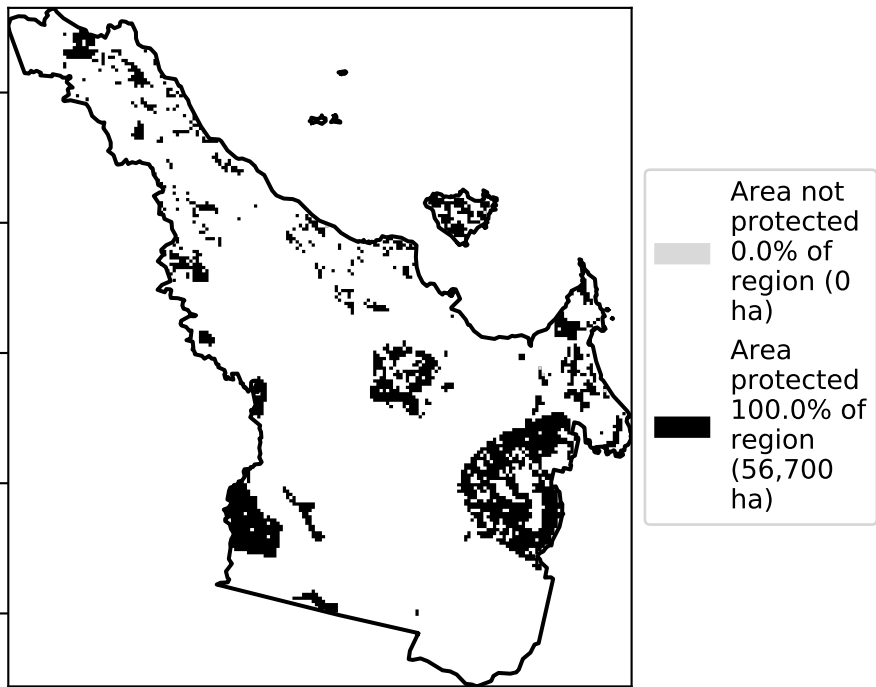 Area not
protected
0.0% of
region (0
ha)
Area
protected
100.0% of
region
(56,700
ha)